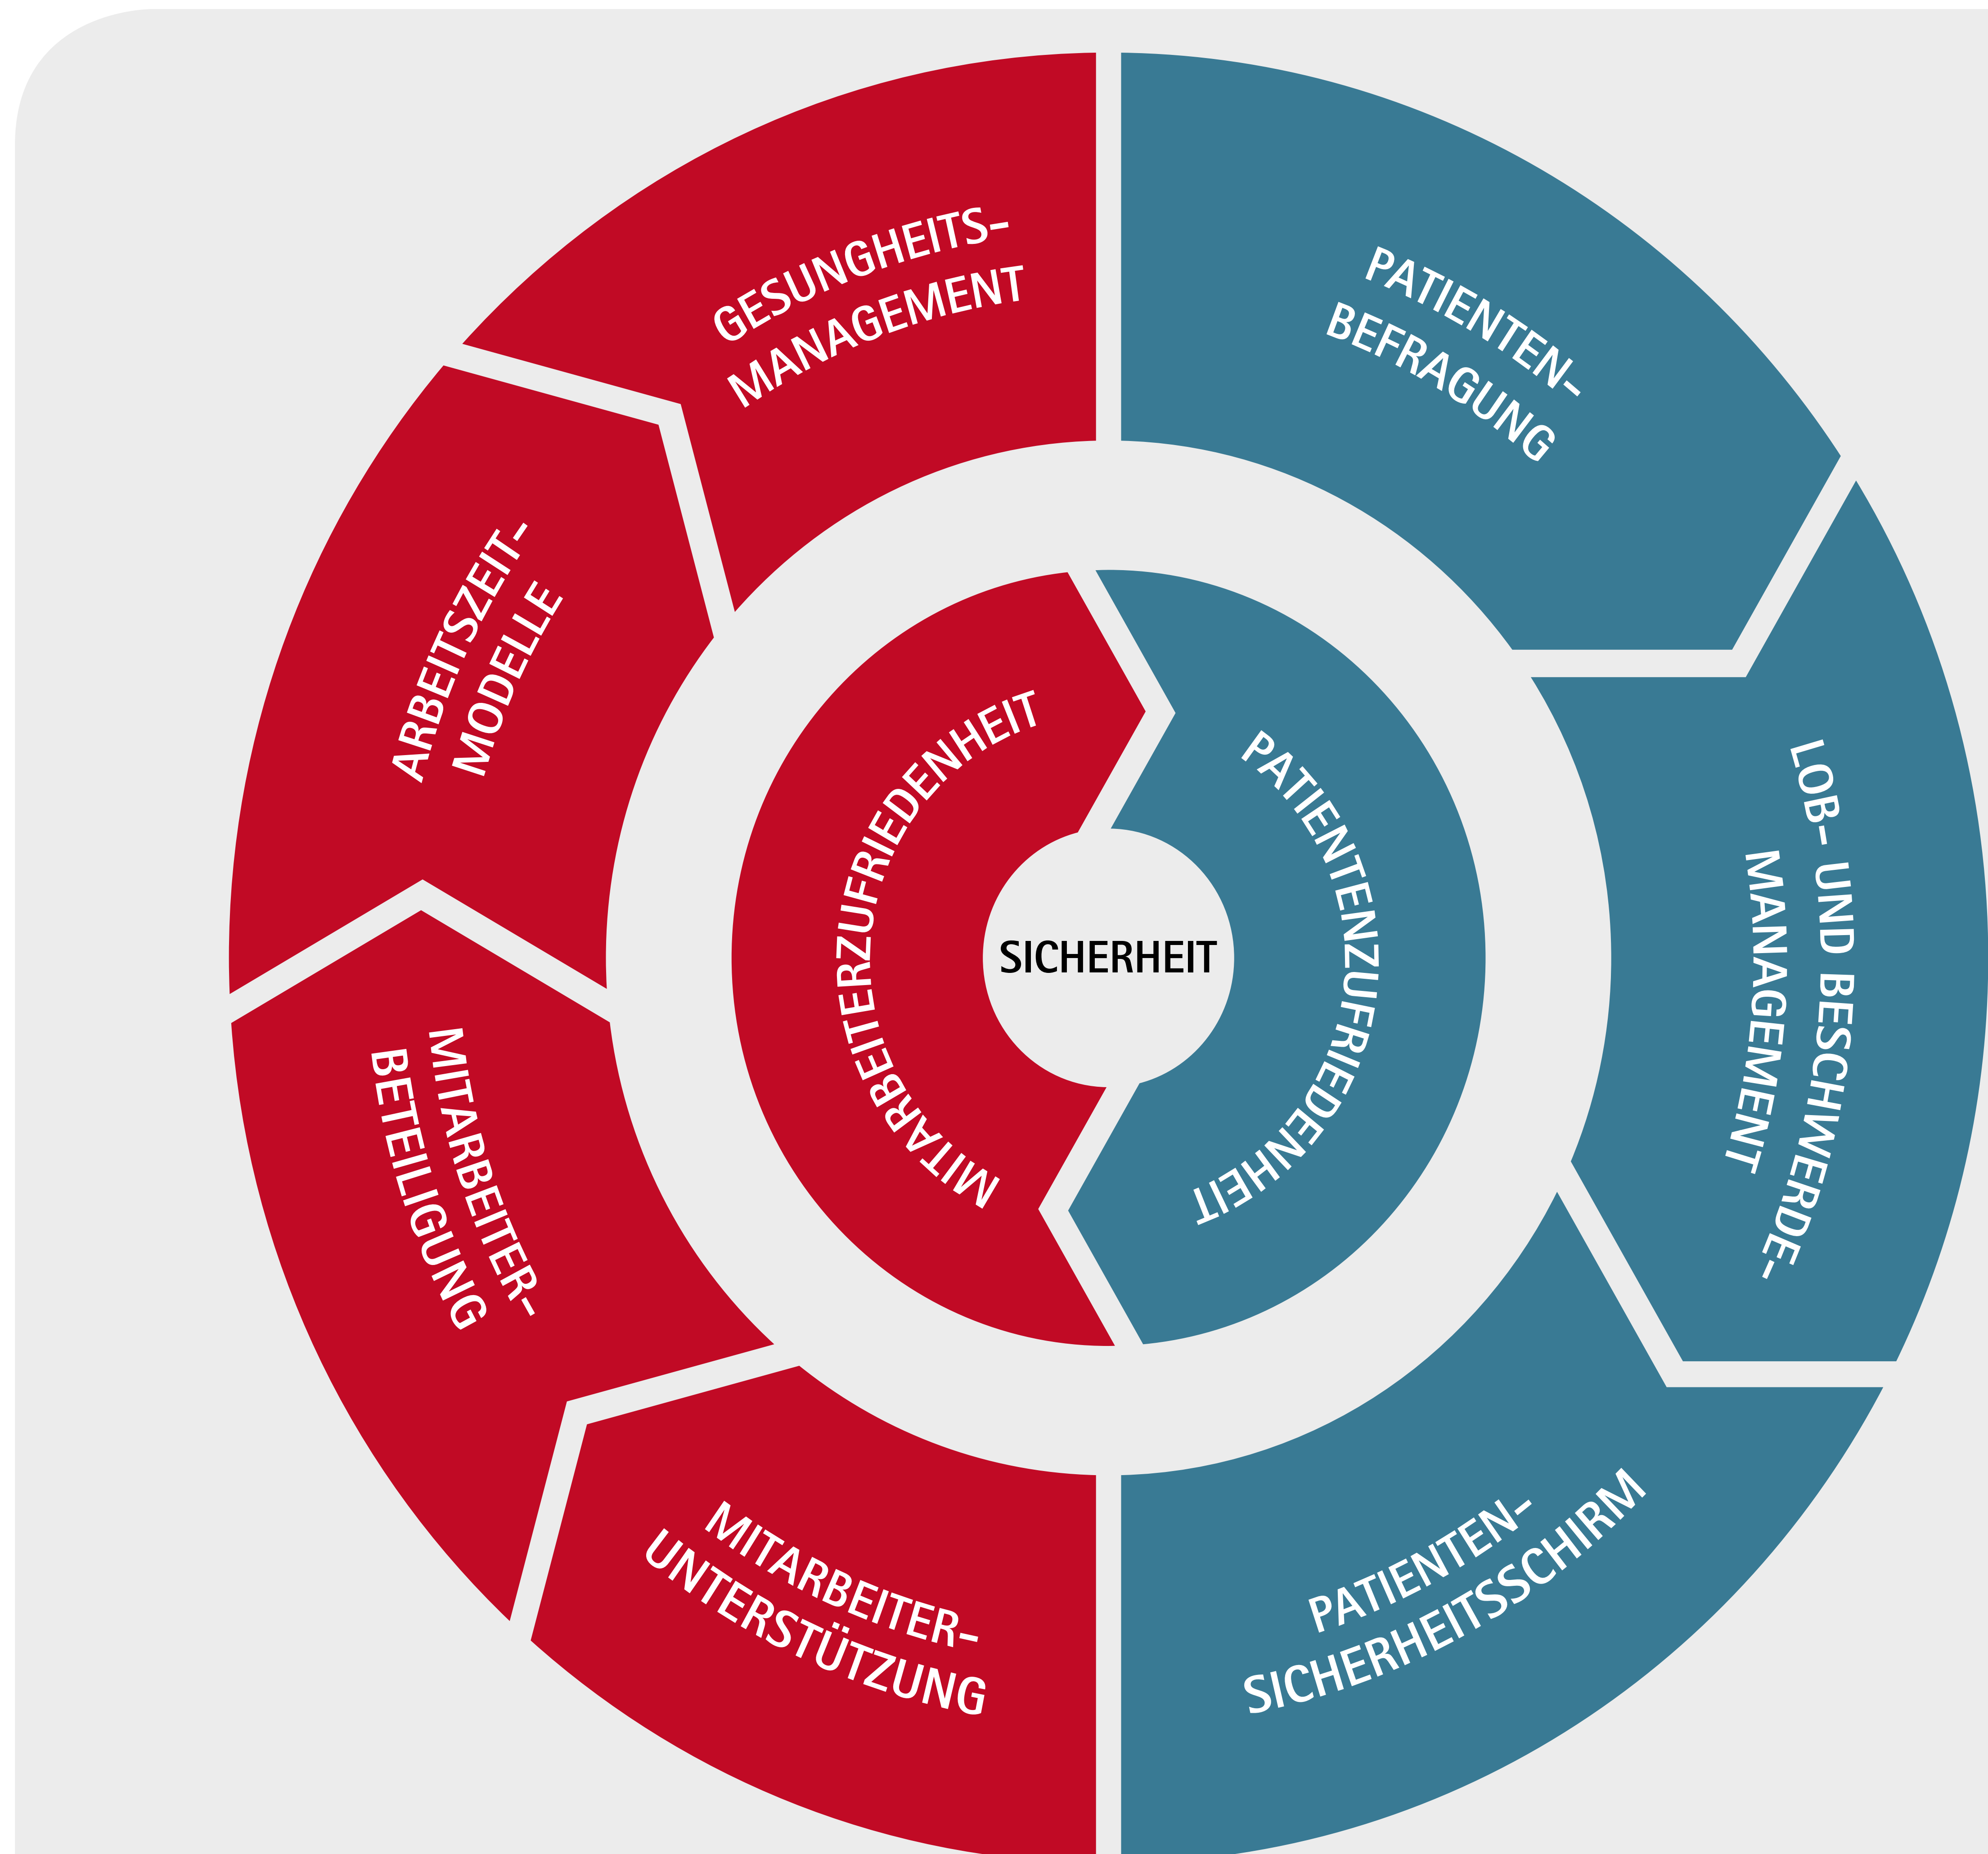 GESUNGHEITS-
MANAGEMENT
PATIENTEN-
BEFRAGUNG
ARBEITSZEIT-
MODELLE
LOB- UND BESCHWERDE-
MANAGEMENT
MITARBEITERZUFRIEDENHEIT
PATIENTENZUFRIEDENHEIT
SICHERHEIT
MITARBEITER-
BETEILIGUNG
MITARBEITER-
UNTERSTÜTZUNG
PATIENTEN-
SICHERHEITSSCHIRM